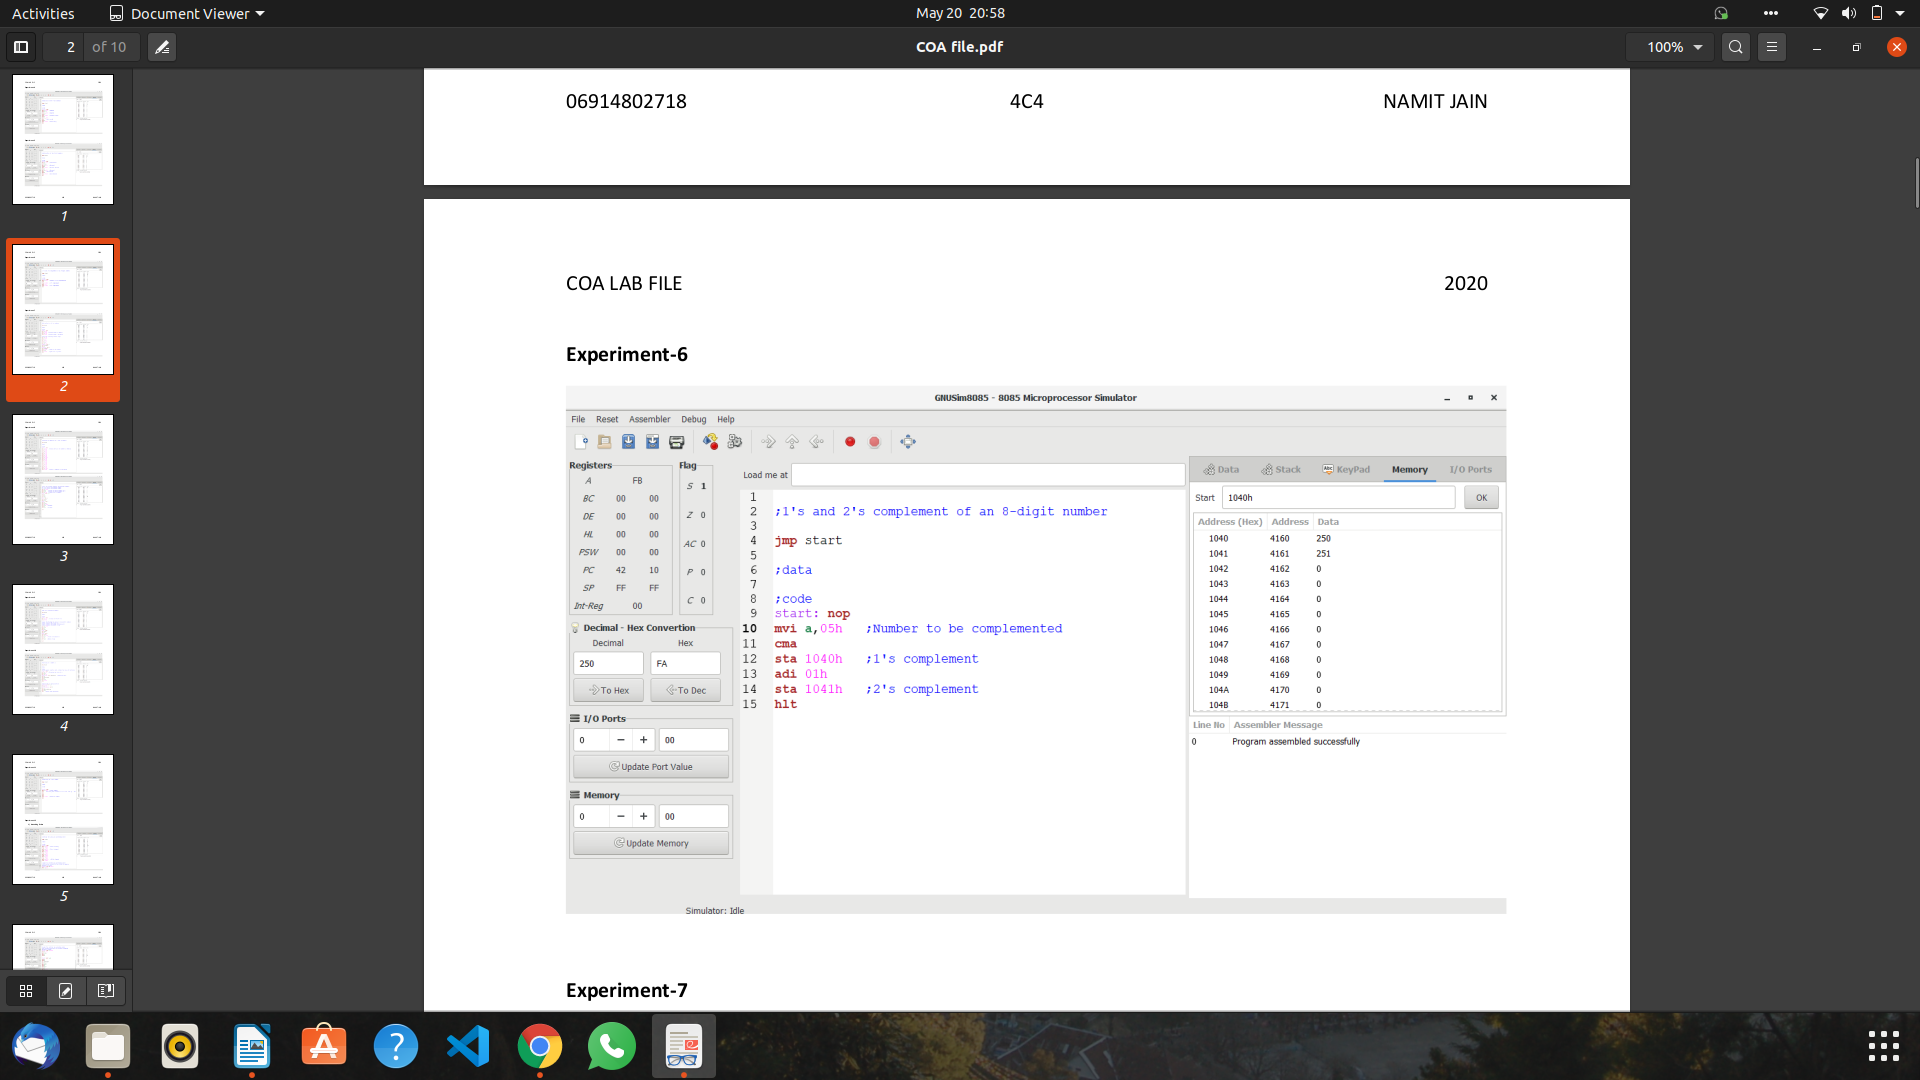 Activities Document Viewer May 20 20:58
2 of 10 COA file.pdf 100%
06914802718 4C4 NAMIT JAIN
COA LAB FILE 2020
Experiment-6
GNUSim8085 - 8085 Microprocessor Simulator
File Reset Assembler Debug Help
Registers
A FB
BC 00 00
DE 00 00
HL 00 00
PSW 00 00
PC 42 10
SP FF FF
Int-Reg 00
Flag
S 1
Z 0
AC 0
P 0
C 0
Decimal - Hex Convertion
Decimal Hex
250 FA
To Hex To Dec
I/O Ports
0 − + 00
Update Port Value
Memory
0 − + 00
Update Memory
Simulator: Idle
Load me at
1
2 ;1's and 2's complement of an 8-digit number
3
4 jmp start
5
6 ;data
7
8 ;code
9 start: nop
10 mvi a,05h ;Number to be complemented
11 cma
12 sta 1040h ;1's complement
13 adi 01h
14 sta 1041h ;2's complement
15 hlt
Data Stack Abc KeyPad Memory I/O Ports
Start 1040h OK
Address (Hex) Address Data
1040 4160 250
1041 4161 251
1042 4162 0
1043 4163 0
1044 4164 0
1045 4165 0
1046 4166 0
1047 4167 0
1048 4168 0
1049 4169 0
104A 4170 0
104B 4171 0
Line No Assembler Message
0 Program assembled successfully
Experiment-7
1
2
3
4
5